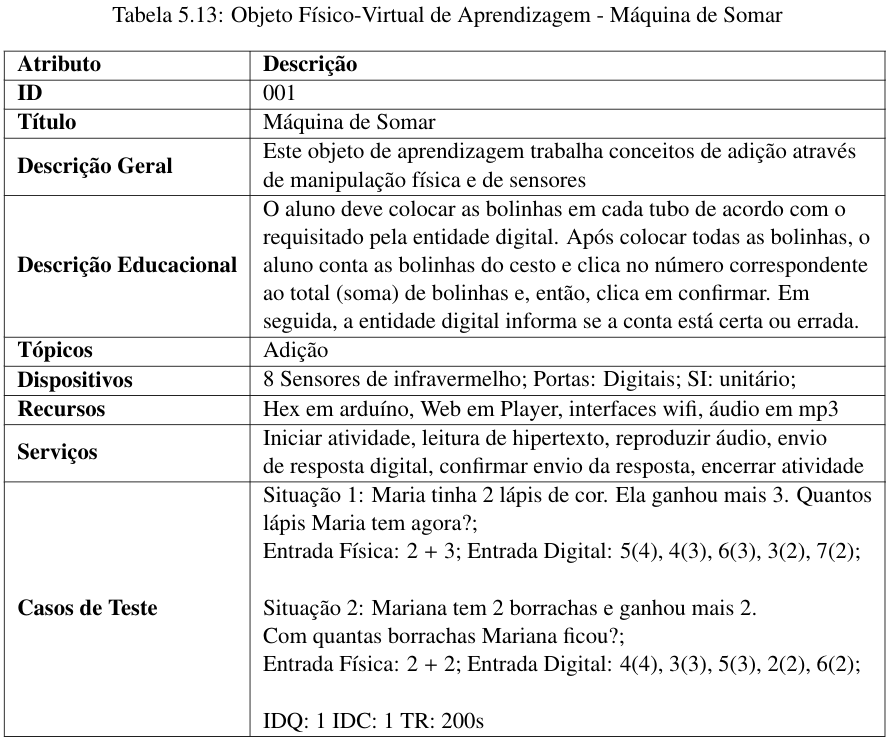 Tabela 5.13: Objeto Físico-Virtual de Aprendizagem - Máquina de Somar
Atributo Descrição
ID 001
Título Máquina de Somar
Descrição Geral
Este objeto de aprendizagem trabalha conceitos de adição através
de manipulação física e de sensores
Descrição Educacional
O aluno deve colocar as bolinhas em cada tubo de acordo com o
requisitado pela entidade digital. Após colocar todas as bolinhas, o
aluno conta as bolinhas do cesto e clica no número correspondente
ao total (soma) de bolinhas e, então, clica em confirmar. Em
seguida, a entidade digital informa se a conta está certa ou errada.
Tópicos Adição
Dispositivos 8 Sensores de infravermelho; Portas: Digitais; SI: unitário;
Recursos Hex em arduíno, Web em Player, interfaces wifi, áudio em mp3
Serviços
Iniciar atividade, leitura de hipertexto, reproduzir áudio, envio
de resposta digital, confirmar envio da resposta, encerrar atividade
Casos de Teste
Situação 1: Maria tinha 2 lápis de cor. Ela ganhou mais 3. Quantos
lápis Maria tem agora?;
Entrada Física: 2 + 3; Entrada Digital: 5(4), 4(3), 6(3), 3(2), 7(2);
Situação 2: Mariana tem 2 borrachas e ganhou mais 2.
Com quantas borrachas Mariana ficou?;
Entrada Física: 2 + 2; Entrada Digital: 4(4), 3(3), 5(3), 2(2), 6(2);
IDQ: 1 IDC: 1 TR: 200s